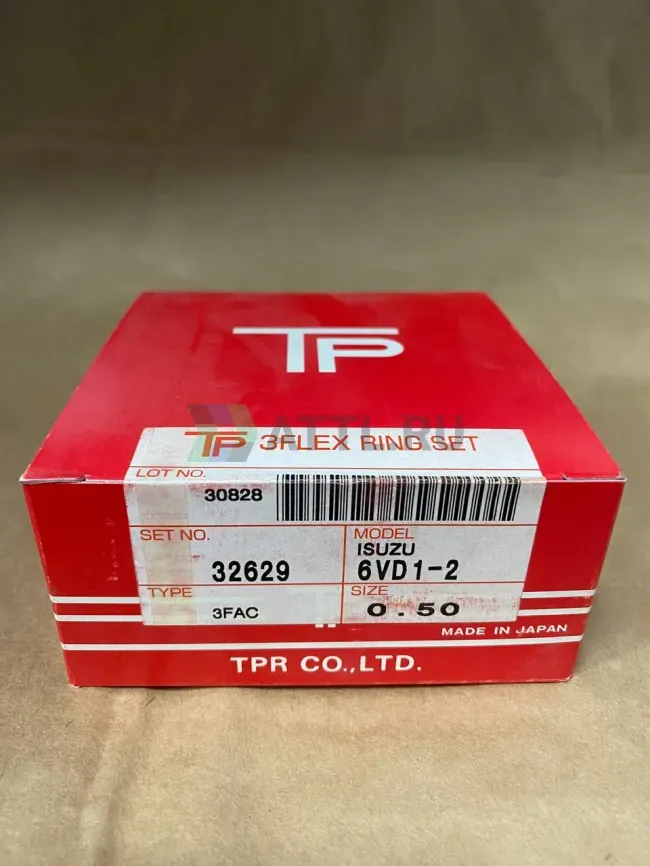 TP
ATTI.RU
TP 3FLEX RING SET
LOT NO.
30828
SET NO.
32629
MODEL
ISUZU
6VD1-2
TYPE
3FAC
SIZE
0.50
MADE IN JAPAN
TPR CO.,LTD.